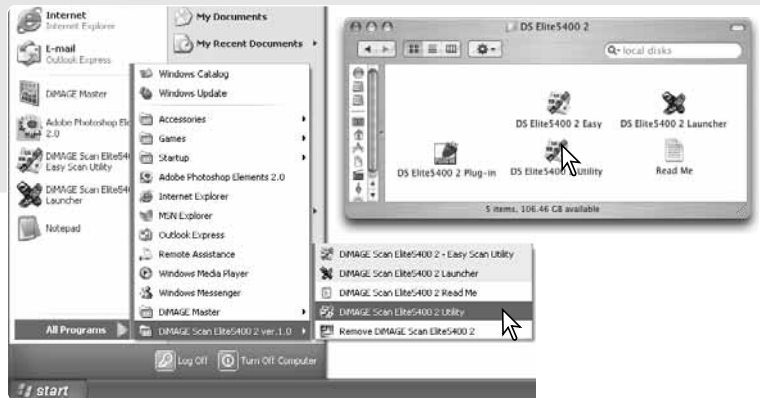 Internet
Internet Explorer
E-mail
Outlook Express
DiMAGE Master
Adobe Photoshop Ele
2.0
DiMAGE Scan Elite54
Easy Scan Utility
DiMAGE Scan Elite54
Launcher
Notepad
All Programs
My Documents
My Recent Documents
Windows Catalog
Windows Update
Accessories
Games
Startup
Adobe Photoshop Elements 2.0
Internet Explorer
MSN Explorer
Outlook Express
Remote Assistance
Windows Media Player
Windows Messenger
DiMAGE Master
DiMAGE Scan Elite5400 2 ver.1.0
DiMAGE Scan Elite5400 2 - Easy Scan Utility
DiMAGE Scan Elite5400 2 Launcher
DiMAGE Scan Elite5400 2 Read Me
DiMAGE Scan Elite5400 2 Utility
Remove DiMAGE Scan Elite5400 2
Log Off
Turn Off Computer
start
DS Elite5400 2
local disks
DS Elite5400 2 Easy
DS Elite5400 2 Launcher
DS Elite5400 2 Plug-in
DS Elite5400 2 Utility
Read Me
5 items, 106.46 GB available